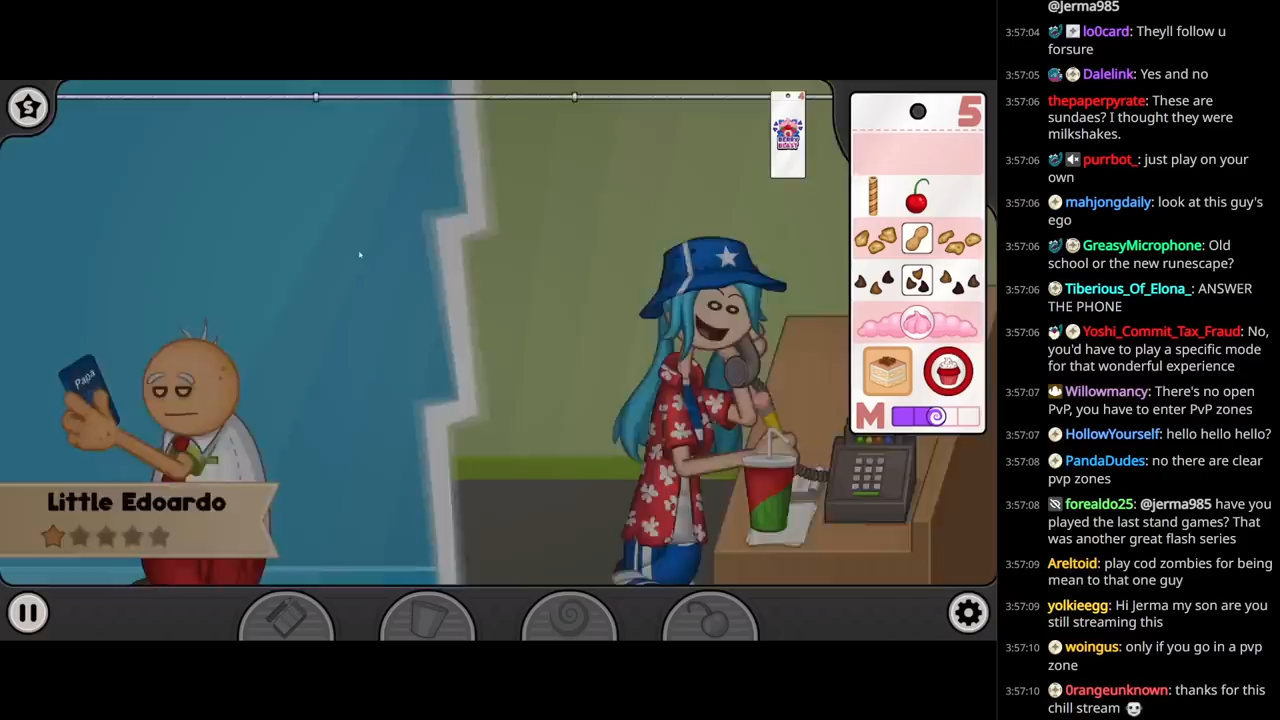 S
4
BERRY
BLAST
5
Papa
M
Little Edoardo
@Jerma985
3:57:04 lo0card: Theyll follow u
forsure
3:57:05 Dalelink: Yes and no
3:57:06 thepaperpyrate: These are
sundaes? I thought they were
milkshakes.
3:57:06 purrbot_: just play on your
own
3:57:06 mahjongdaily: look at this guy's
ego
3:57:06 GreasyMicrophone: Old
school or the new runescape?
3:57:06 Tiberious_Of_Elona_: ANSWER
THE PHONE
3:57:06 Yoshi_Commit_Tax_Fraud: No,
you'd have to play a specific mode
for that wonderful experience
3:57:07 Willowmancy: There's no open
PvP, you have to enter PvP zones
3:57:07 HollowYourself: hello hello hello?
3:57:08 PandaDudes: no there are clear
pvp zones
3:57:08 forealdo25: @jerma985 have you
played the last stand games? That
was another great flash series
3:57:09 Areltoid: play cod zombies for being
mean to that one guy
3:57:09 yolkieegg: Hi Jerma my son are you
still streaming this
3:57:10 woingus: only if you go in a pvp
zone
3:57:10 0rangeunknown: thanks for this
chill stream